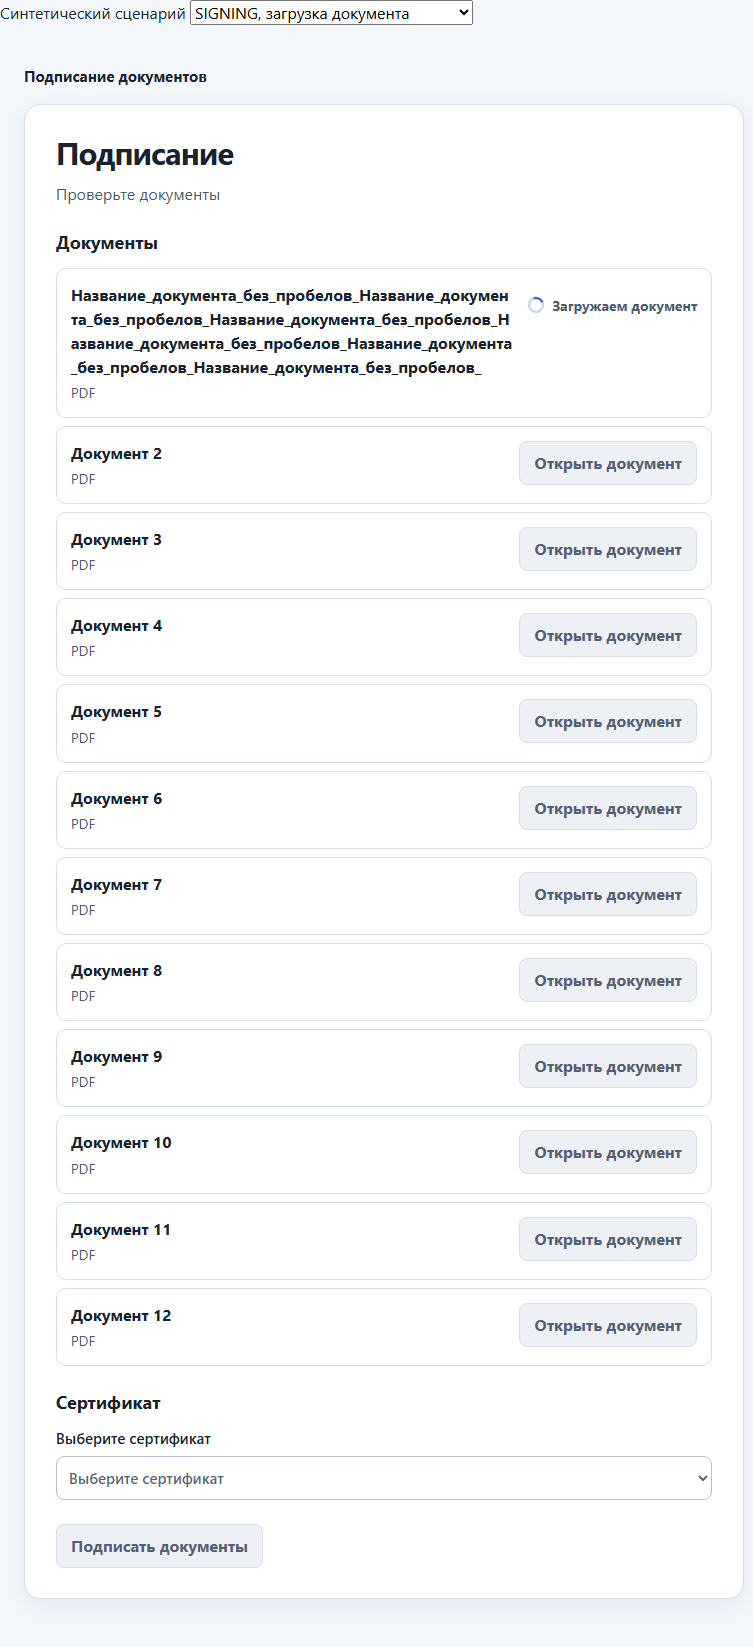 Синтетический сценарий SIGNING, загрузка документа
Подписание документов
Подписание
Проверьте документы
Документы
Название_документа_без_пробелов_Название_докумен
та_без_пробелов_Название_документа_без_пробелов_Н
азвание_документа_без_пробелов_Название_документа
_без_пробелов_Название_документа_без_пробелов_
Загружаем документ
PDF
Документ 2
Открыть документ
PDF
Документ 3
Открыть документ
PDF
Документ 4
Открыть документ
PDF
Документ 5
Открыть документ
PDF
Документ 6
Открыть документ
PDF
Документ 7
Открыть документ
PDF
Документ 8
Открыть документ
PDF
Документ 9
Открыть документ
PDF
Документ 10
Открыть документ
PDF
Документ 11
Открыть документ
PDF
Документ 12
Открыть документ
PDF
Сертификат
Выберите сертификат
Выберите сертификат
Подписать документы